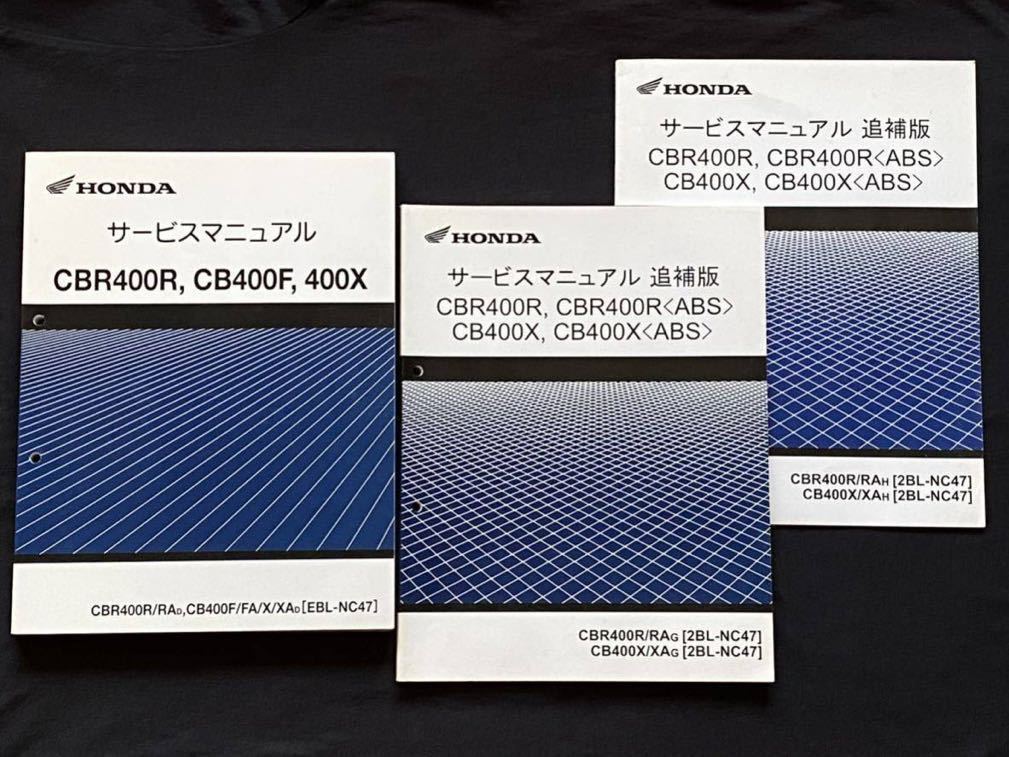 HONDA
サービスマニュアル
CBR400R, CB400F, 400X
CBR400R/RAD,CB400F/FA/X/XAD[EBL-NC47]
HONDA
サービスマニュアル 追補版
CBR400R, CBR400R〈ABS〉
CB400X, CB400X〈ABS〉
CBR400R/RAG [2BL-NC47]
CB400X/XAG [2BL-NC47]
HONDA
サービスマニュアル 追補版
CBR400R, CBR400R〈ABS〉
CB400X, CB400X〈ABS〉
CBR400R/RAH [2BL-NC47]
CB400X/XAH [2BL-NC47]